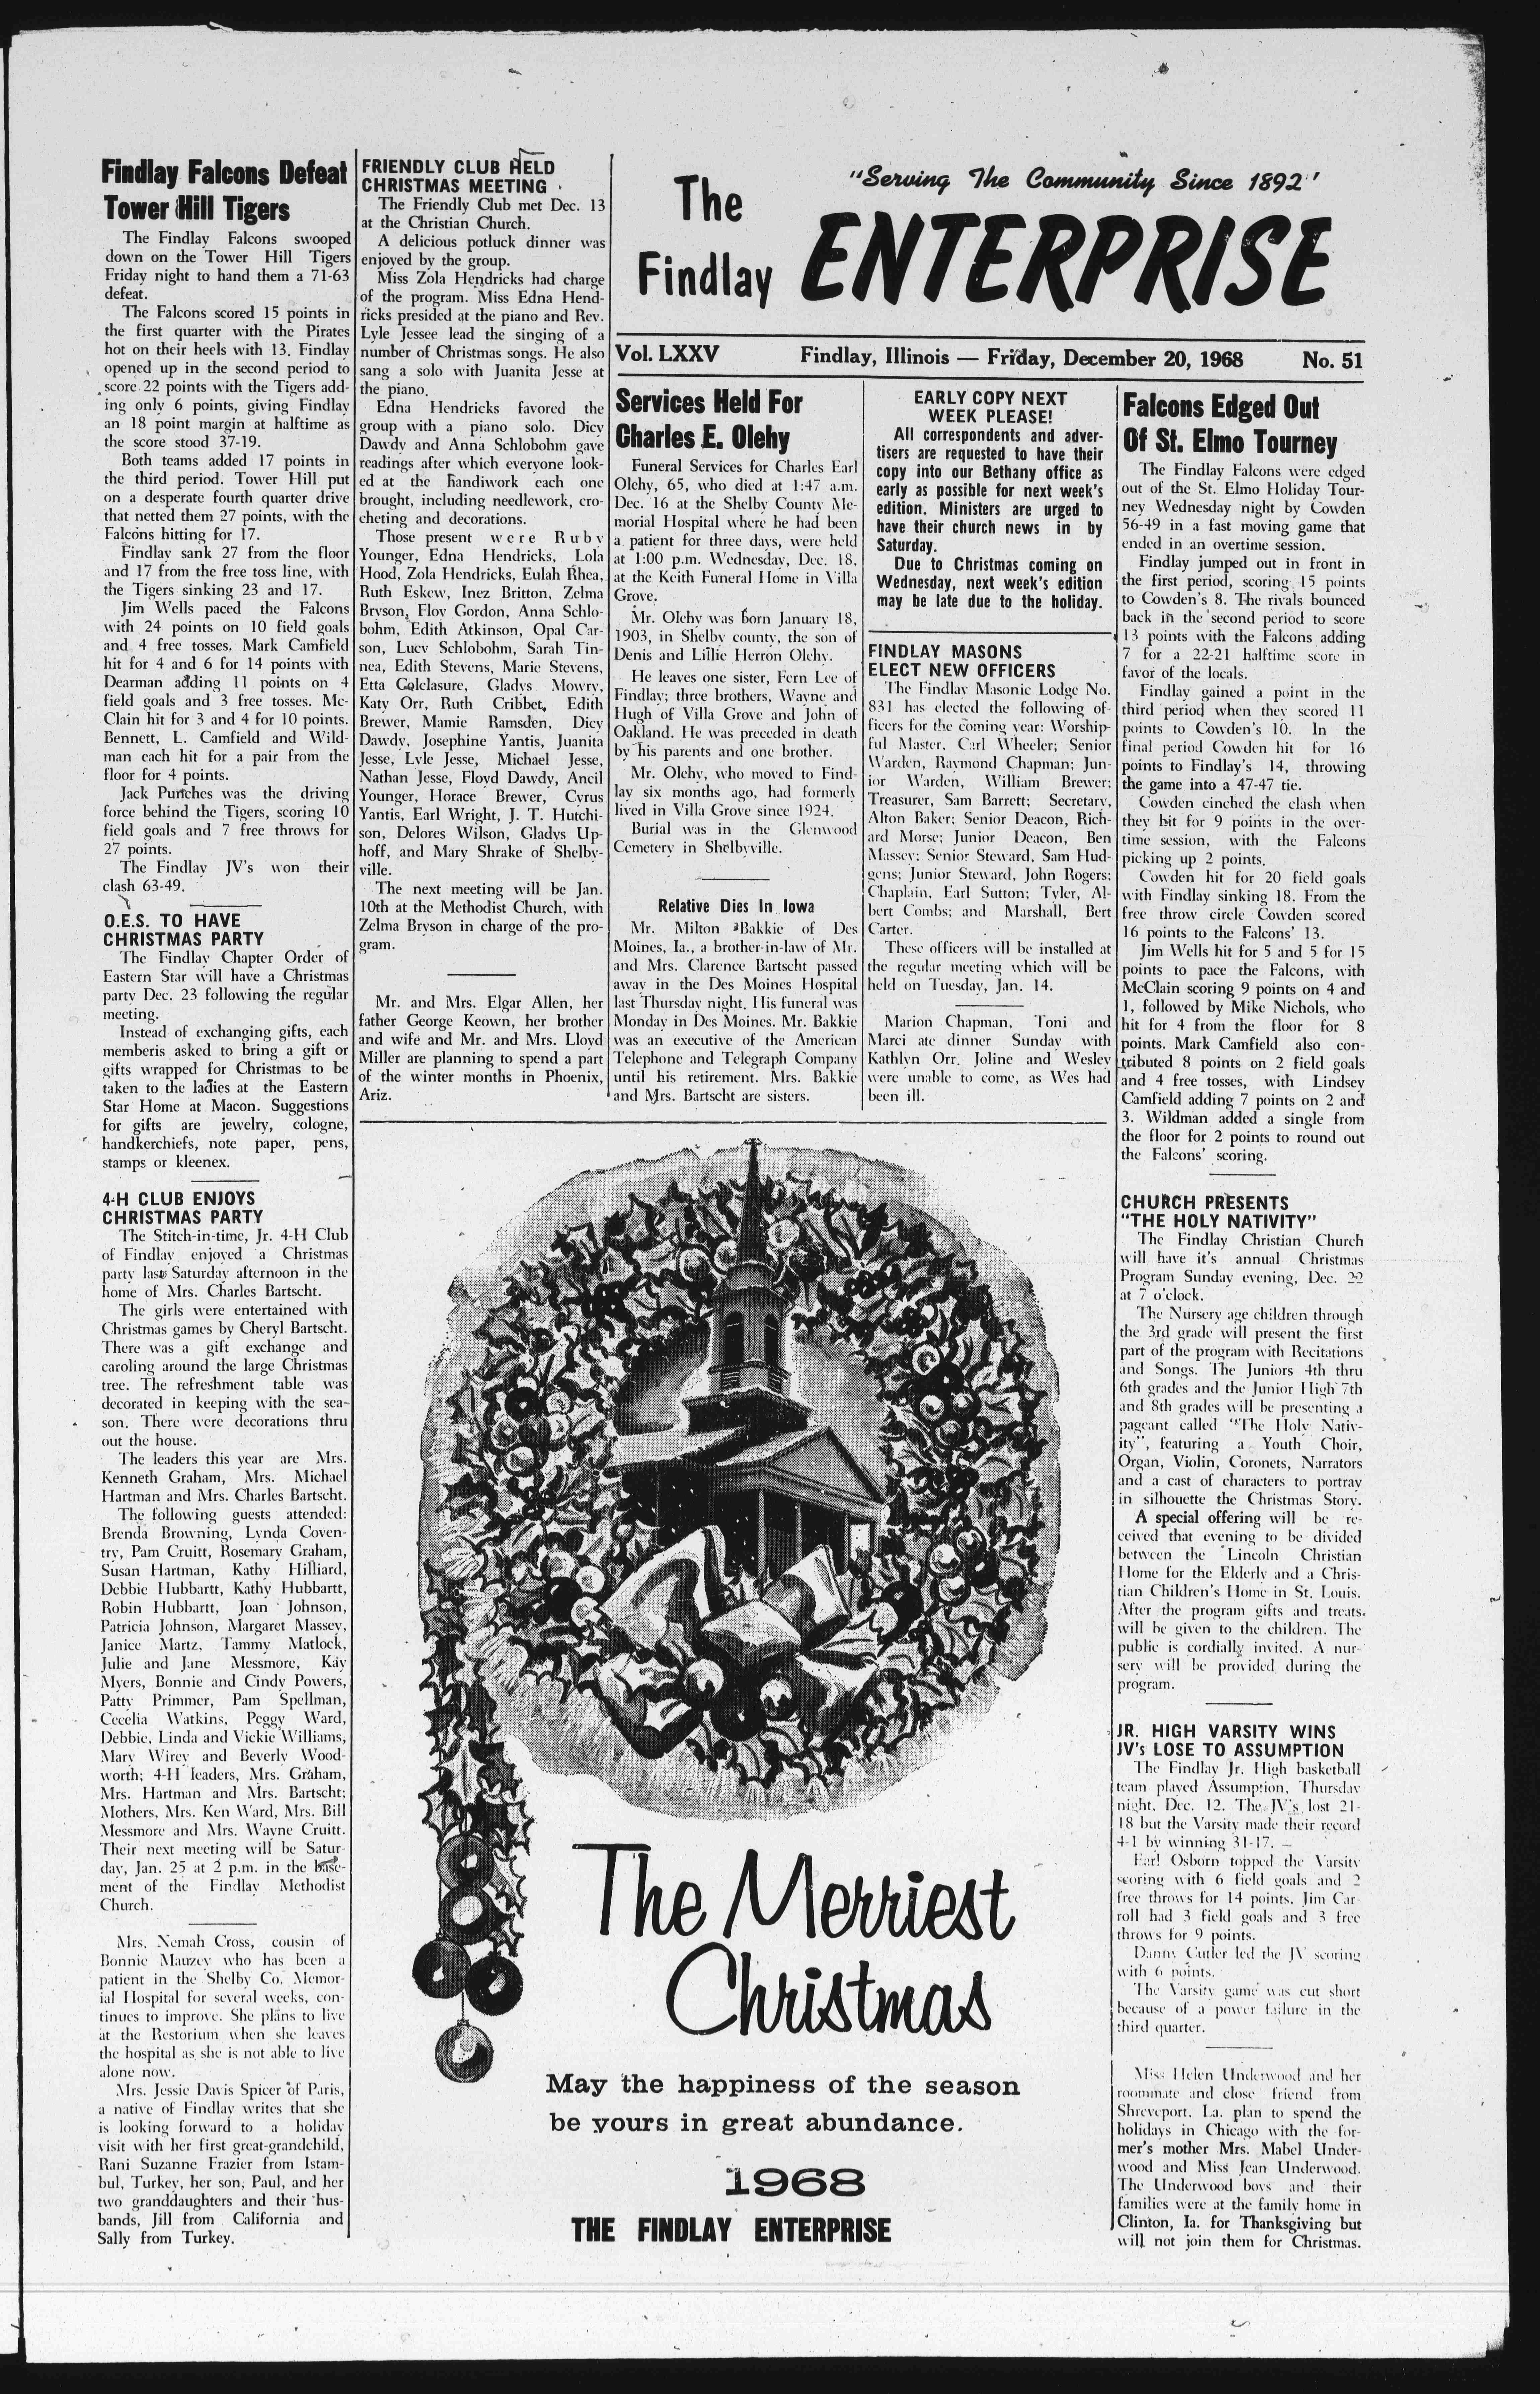 Findlay Falcons Defeat
Tower Hill Tigers
The Findlay Falcons swooped
down on the Tower Hill Tigers
Friday night to hand them a 71-63
defeat.
The Falcons scored 15 points in
the first quarter with the Pirates
hot on their heels with 13. Findlay
opened up in the second period to
score 22 points with the Tigers add-
ing only 6 points, giving Findlay
an 18 point margin at halftime as
the score stood 37-19.
Both teams added 17 points in
the third period. Tower Hill put
on a desperate fourth quarter drive
that netted them 27 points, with the
Falcons hitting for 17.
Findlay sank 27 from the floor
and 17 from the free toss line, with
the Tigers sinking 23 and 17.
Jim Wells paced the Falcons
with 24 points on 10 field goals
and 4 free tosses. Mark Camfield
hit for 4 and 6 for 14 points with
Dearman adding 11 points on 4
field goals and 3 free tosses. Mc-
Clain hit for 3 and 4 for 10 points.
Bennett, L. Camfield and Wild-
man each hit for a pair from the
floor for 4 points.
Jack Punches was the driving
force behind the Tigers, scoring 10
field goals and 7 free throws for
27 points.
The Findlay JV's won their
clash 63-49.
O.E.S. TO HAVE
CHRISTMAS PARTY
The Findlay Chapter Order of
Eastern Star will have a Christmas
party Dec. 23 following the regular
meeting.
Instead of exchanging gifts, each
memberis asked to bring a gift or
gifts wrapped for Christmas to be
taken to the ladies at the Eastern
Star Home at Macon. Suggestions
for gifts are jewelry, cologne,
handkerchiefs, note paper, pens,
stamps or kleenex.
4-H CLUB ENJOYS
CHRISTMAS PARTY
The Stitch-in-time, Jr. 4-H Club
of Findlay enjoyed a Christmas
party last Saturday afternoon in the
home of Mrs. Charles Bartscht.
The girls were entertained with
Christmas games by Cheryl Bartscht.
There was a gift exchange and
caroling around the large Christmas
tree. The refreshment table was
decorated in keeping with the sea-
son. There were decorations thru
out the house.
The leaders this year are Mrs.
Kenneth Graham, Mrs. Michael
Hartman and Mrs. Charles Bartscht.
The following guests attended:
Brenda Browning, Lynda Coven-
try, Pam Cruitt, Rosemary Graham,
Susan Hartman, Kathy Hilliard,
Debbie Hubbartt, Kathy Hubbartt,
Robin Hubbartt, Joan Johnson,
Patricia Johnson, Margaret Massey,
Janice Martz, Tammy Matlock,
Julie and Jane Messmore, Kay
Myers, Bonnie and Cindy Powers,
Patty Primmer, Pam Spellman,
Cecelia Watkins, Peggy Ward,
Debbie, Linda and Vickie Williams,
Mary Wirey and Beverly Wood-
worth; 4-H leaders, Mrs. Graham,
Mrs. Hartman and Mrs. Bartscht;
Mothers, Mrs. Ken Ward, Mrs. Bill
Messmore and Mrs. Wayne Cruitt.
Their next meeting will be Satur-
day, Jan. 25 at 2 p.m. in the base-
ment of the Findlay Methodist
Church.
Mrs. Nemah Cross, cousin of
Bonnie Mauzey who has been a
patient in the Shelby Co. Memor-
ial Hospital for several weeks, con-
tinues to improve. She plans to live
at the Restorium when she leaves
the hospital as she is not able to live
alone now.
Mrs. Jessie Davis Spicer of Paris,
a native of Findlay writes that she
is looking forward to a holiday
visit with her first great-grandchild,
Rani Suzanne Frazier from Istam-
bul, Turkey, her son, Paul, and her
two granddaughters and their hus-
bands, Jill from California and
Sally from Turkey.
FRIENDLY CLUB HELD
CHRISTMAS MEETING
The Friendly Club met Dec. 13
at the Christian Church.
A delicious potluck dinner was
enjoyed by the group.
Miss Zola Hendricks had charge
of the program. Miss Edna Hend-
ricks presided at the piano and Rev.
Lyle Jessee lead the singing of a
number of Christmas songs. He also
sang a solo with Juanita Jesse at
the piano.
Edna Hendricks favored the
group with a piano solo. Dicy
Dawdy and Anna Schlobohm gave
readings after which everyone look-
ed at the handiwork each one
brought, including needlework, cro-
cheting and decorations.
Those present were Ruby
Younger, Edna Hendricks, Lola
Hood, Zola Hendricks, Eulah Rhea,
Ruth Eskew, Inez Britton, Zelma
Bryson, Floy Gordon, Anna Schlo-
bohm, Edith Atkinson, Opal Car-
son, Lucy Schlobohm, Sarah Tin-
nea, Edith Stevens, Marie Stevens,
Etta Colclasure, Gladys Mowry,
Katy Orr, Ruth Cribbet, Edith
Brewer, Mamie Ramsden, Dicy
Dawdy, Josephine Yantis, Juanita
Jesse, Lyle Jesse, Michael Jesse,
Nathan Jesse, Floyd Dawdy, Ancil
Younger, Horace Brewer, Cyrus
Yantis, Earl Wright, J. T. Hutchi-
son, Delores Wilson, Gladys Up-
hoff, and Mary Shrake of Shelby-
ville.
The next meeting will be Jan.
10th at the Methodist Church, with
Zelma Bryson in charge of the pro-
gram.
Mr. and Mrs. Elgar Allen, her
father George Keown, her brother
and wife and Mr. and Mrs. Lloyd
Miller are planning to spend a part
of the winter months in Phoenix,
Ariz.
"Serving The Community Since 1892'
The
Findlay
ENTERPRISE
Vol. LXXV Findlay, Illinois — Friday, December 20, 1968 No. 51
Services Held For
Charles E. Olehy
Funeral Services for Charles Earl
Olehy, 65, who died at 1:47 a.m.
Dec. 16 at the Shelby County Me-
morial Hospital where he had been
a patient for three days, were held
at 1:00 p.m. Wednesday, Dec. 18,
at the Keith Funeral Home in Villa
Grove.
Mr. Olehy was born January 18,
1903, in Shelby county, the son of
Denis and Lillie Herron Olehy.
He leaves one sister, Fern Lee of
Findlay; three brothers, Wayne and
Hugh of Villa Grove and John of
Oakland. He was preceded in death
by his parents and one brother.
Mr. Olehy, who moved to Find-
lay six months ago, had formerly
lived in Villa Grove since 1924.
Burial was in the Glenwood
Cemetery in Shelbyville.
Relative Dies In Iowa
Mr. Milton Bakkie of Des
Moines, Ia., a brother-in-law of Mr.
and Mrs. Clarence Bartscht passed
away in the Des Moines Hospital
last Thursday night. His funeral was
Monday in Des Moines. Mr. Bakkie
was an executive of the American
Telephone and Telegraph Company
until his retirement. Mrs. Bakkie
and Mrs. Bartscht are sisters.
EARLY COPY NEXT
WEEK PLEASE!
All correspondents and adver-
tisers are requested to have their
copy into our Bethany office as
early as possible for next week's
edition. Ministers are urged to
have their church news in by
Saturday.
Due to Christmas coming on
Wednesday, next week's edition
may be late due to the holiday.
FINDLAY MASONS
ELECT NEW OFFICERS
The Findlay Masonic Lodge No.
831 has elected the following of-
ficers for the coming year: Worship-
ful Master, Carl Wheeler; Senior
Warden, Raymond Chapman; Jun-
ior Warden, William Brewer;
Treasurer, Sam Barrett; Secretary,
Alton Baker; Senior Deacon, Rich-
ard Morse; Junior Deacon, Ben
Massey; Senior Steward, Sam Hud-
gens; Junior Steward, John Rogers;
Chaplain, Earl Sutton; Tyler, Al-
bert Combs; and Marshall, Bert
Carter.
These officers will be installed at
the regular meeting which will be
held on Tuesday, Jan. 14.
Marion Chapman, Toni and
Marci ate dinner Sunday with
Kathlyn Orr. Joline and Wesley
were unable to come, as Wes had
been ill.
Falcons Edged Out
Of St. Elmo Tourney
The Findlay Falcons were edged
out of the St. Elmo Holiday Tour-
ney Wednesday night by Cowden
56-49 in a fast moving game that
ended in an overtime session.
Findlay jumped out in front in
the first period, scoring 15 points
to Cowden's 8. The rivals bounced
back in the second period to score
13 points with the Falcons adding
7 for a 22-21 halftime score in
favor of the locals.
Findlay gained a point in the
third period when they scored 11
points to Cowden's 10. In the
final period Cowden hit for 16
points to Findlay's 14, throwing
the game into a 47-47 tie.
Cowden cinched the clash when
they hit for 9 points in the over-
time session, with the Falcons
picking up 2 points.
Cowden hit for 20 field goals
with Findlay sinking 18. From the
free throw circle Cowden scored
16 points to the Falcons' 13.
Jim Wells hit for 5 and 5 for 15
points to pace the Falcons, with
McClain scoring 9 points on 4 and
1, followed by Mike Nichols, who
hit for 4 from the floor for 8
points. Mark Camfield also con-
tributed 8 points on 2 field goals
and 4 free tosses, with Lindsey
Camfield adding 7 points on 2 and
3. Wildman added a single from
the floor for 2 points to round out
the Falcons' scoring.
CHURCH PRESENTS
"THE HOLY NATIVITY"
The Findlay Christian Church
will have it's annual Christmas
Program Sunday evening, Dec. 22
at 7 o'clock.
The Nursery age children through
the 3rd grade will present the first
part of the program with Recitations
and Songs. The Juniors 4th thru
6th grades and the Junior High 7th
and 8th grades will be presenting a
pageant called "The Holy Nativ-
ity", featuring a Youth Choir,
Organ, Violin, Coronets, Narrators
and a cast of characters to portray
in silhouette the Christmas Story.
A special offering will be re-
ceived that evening to be divided
between the Lincoln Christian
Home for the Elderly and a Chris-
tian Children's Home in St. Louis.
After the program gifts and treats
will be given to the children. The
public is cordially invited. A nur-
sery will be provided during the
program.
JR. HIGH VARSITY WINS
JV's LOSE TO ASSUMPTION
The Findlay Jr. High basketball
team played Assumption, Thursday
night, Dec. 12. The JV's lost 21-
18 but the Varsity made their record
4-1 by winning 31-17.
Earl Osborn topped the Varsity
scoring with 6 field goals and 2
free throws for 14 points. Jim Car-
roll had 3 field goals and 3 free
throws for 9 points.
Danny Cutler led the JV scoring
with 6 points.
The Varsity game was cut short
because of a power failure in the
third quarter.
Miss Helen Underwood and her
roommate and close friend from
Shreveport, La. plan to spend the
holidays in Chicago with the for-
mer's mother Mrs. Mabel Under-
wood and Miss Jean Underwood.
The Underwood boys and their
families were at the family home in
Clinton, Ia. for Thanksgiving but
will not join them for Christmas.
The Merriest
Christmas
May the happiness of the season
be yours in great abundance.
1968
THE FINDLAY ENTERPRISE